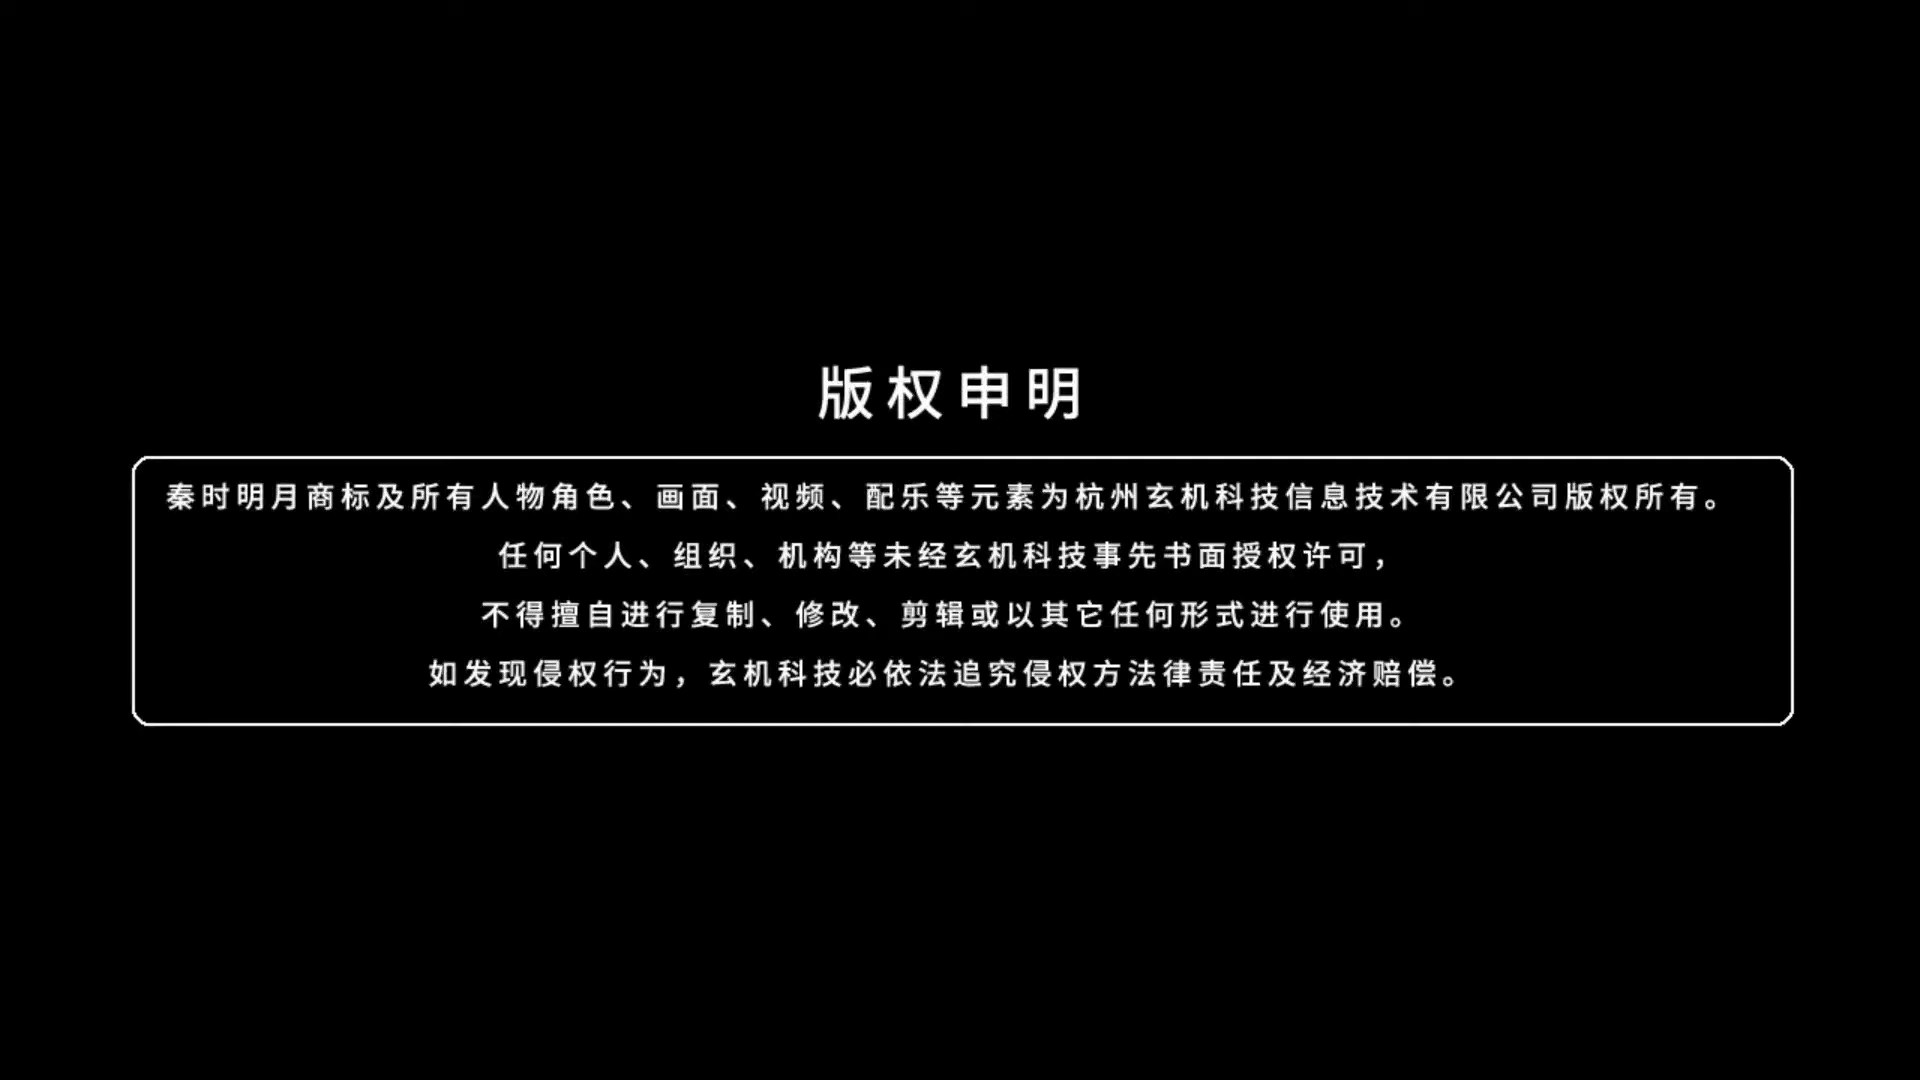 版权申明
秦时明月商标及所有人物角色、画面、视频、配乐等元素为杭州玄机科技信息技术有限公司版权所有。
任何个人、组织、机构等未经玄机科技事先书面授权许可，
不得擅自进行复制、修改、剪辑或以其它任何形式进行使用。
如发现侵权行为，玄机科技必依法追究侵权方法律责任及经济赔偿。